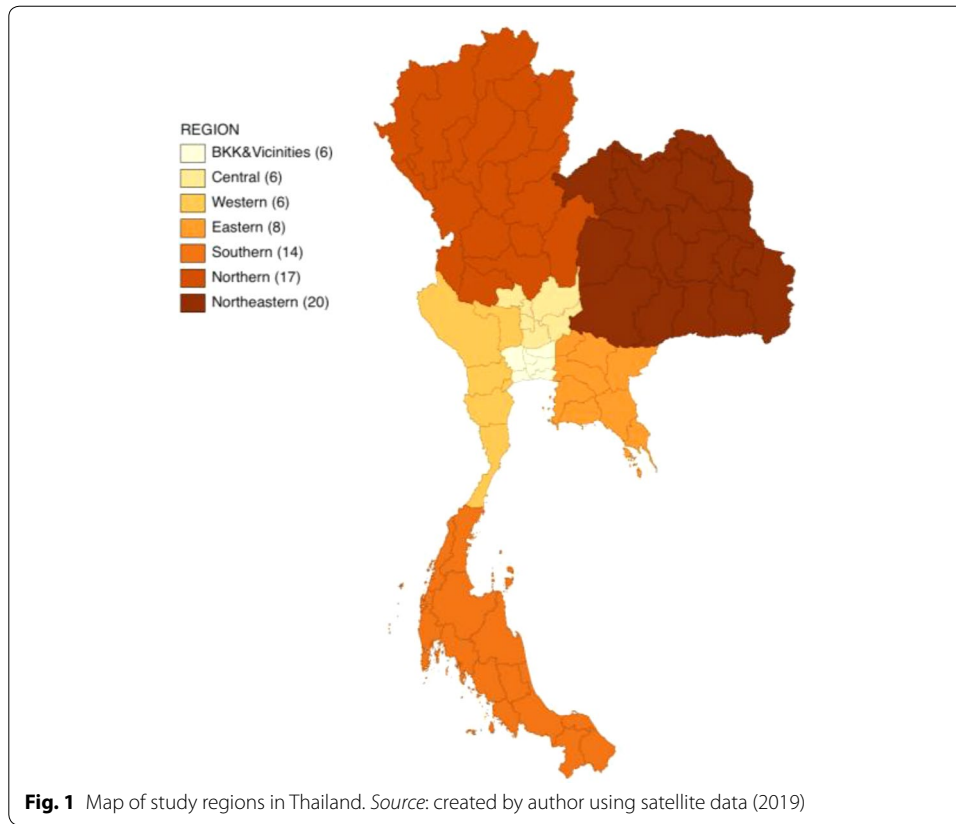 REGION
BKK&Vicinities (6)
Central (6)
Western (6)
Eastern (8)
Southern (14)
Northern (17)
Northeastern (20)
Fig. 1 Map of study regions in Thailand. Source: created by author using satellite data (2019)